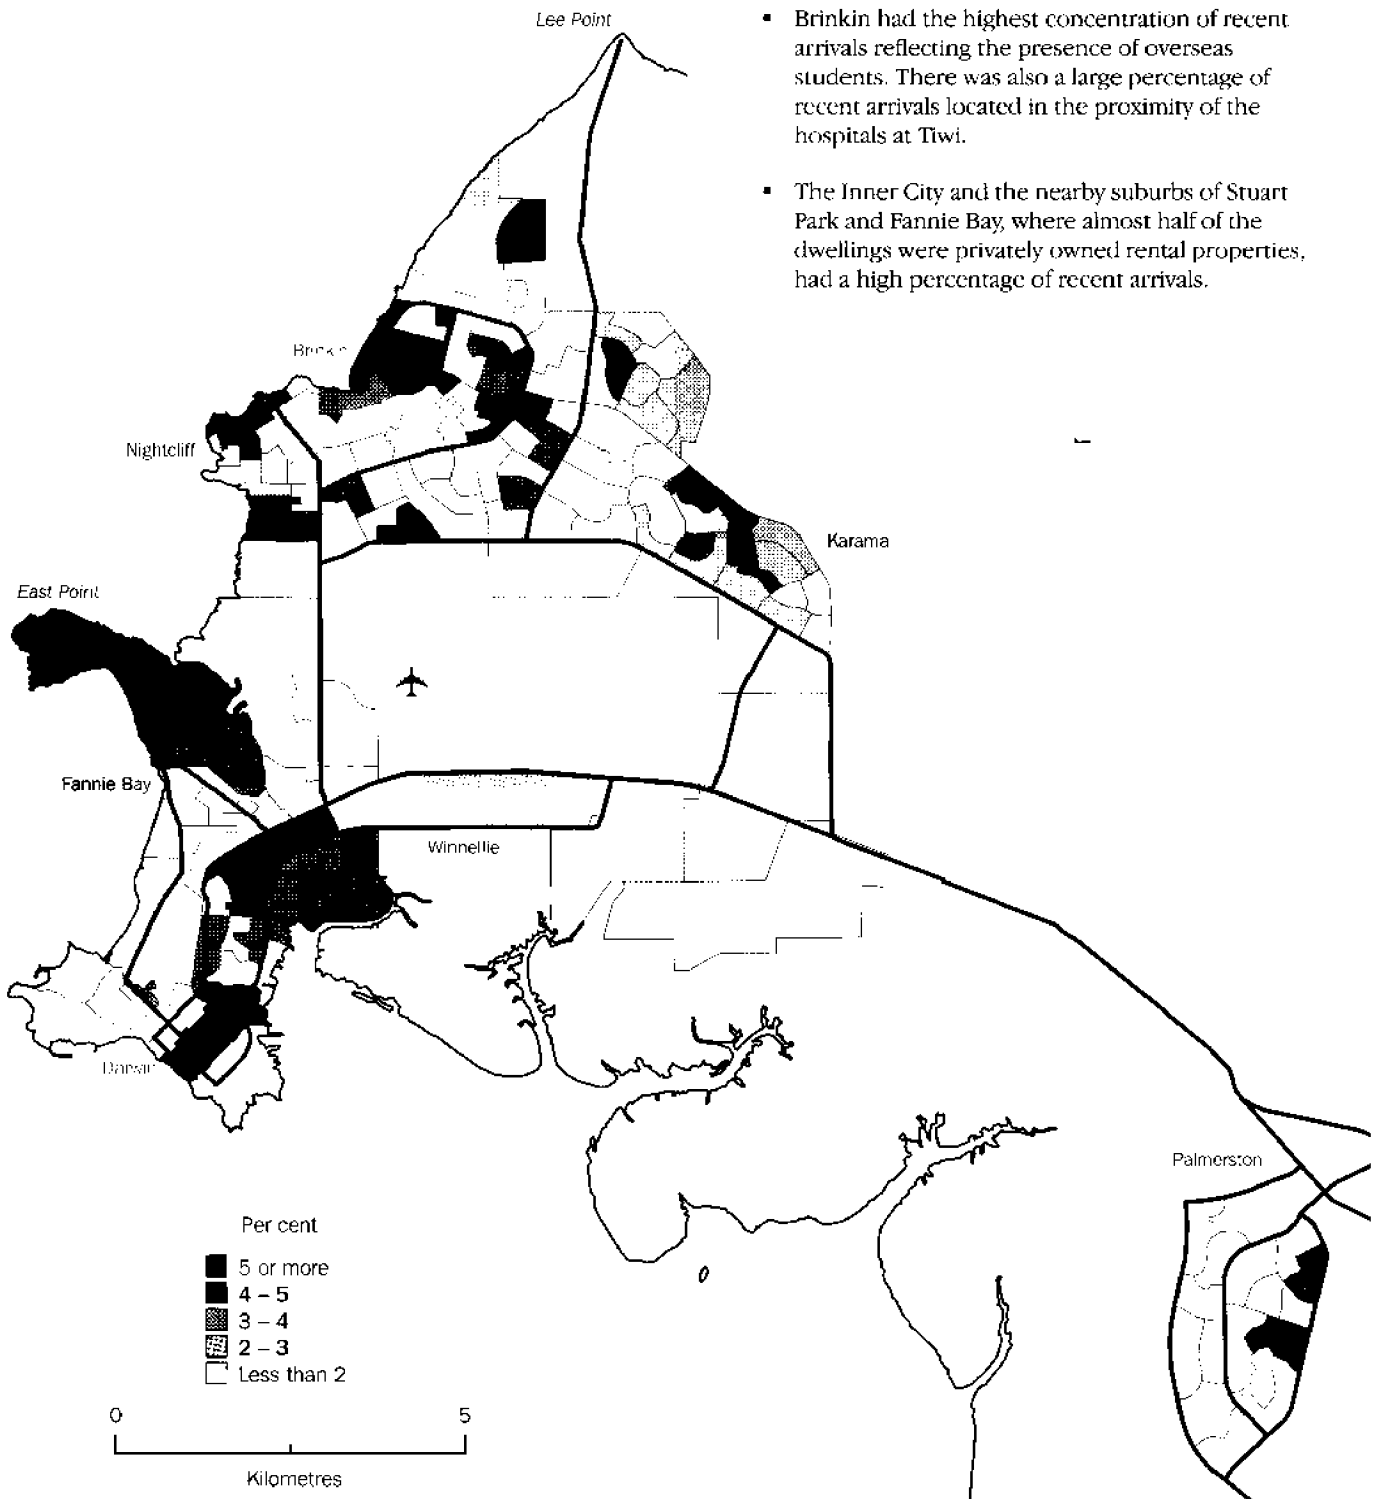 Lee Point
▪ Brinkin had the highest concentration of recent
arrivals reflecting the presence of overseas
students. There was also a large percentage of
recent arrivals located in the proximity of the
hospitals at Tiwi.
▪ The Inner City and the nearby suburbs of Stuart
Park and Fannie Bay, where almost half of the
dwellings were privately owned rental properties,
had a high percentage of recent arrivals.
Brinkin
Nightcliff
Karama
East Point
Fannie Bay
Winnellie
Darwin
Palmerston
Per cent
5 or more
4 – 5
3 – 4
2 – 3
Less than 2
0 5
Kilometres